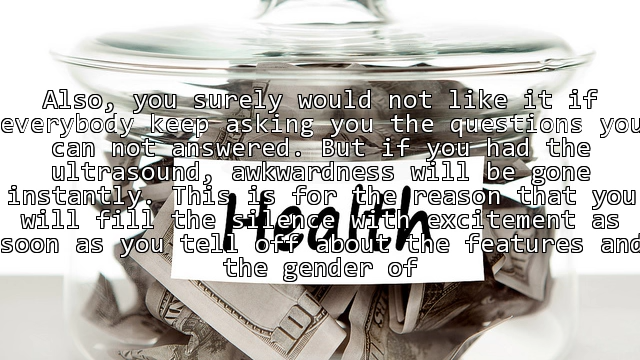 Also, you surely would not like it if
everybody keep asking you the questions you
can not answered. But if you had the
ultrasound, awkwardness will be gone
instantly. This is for the reason that you
will fill the silence with excitement as
soon as you tell off about the features and
the gender of
Health
100